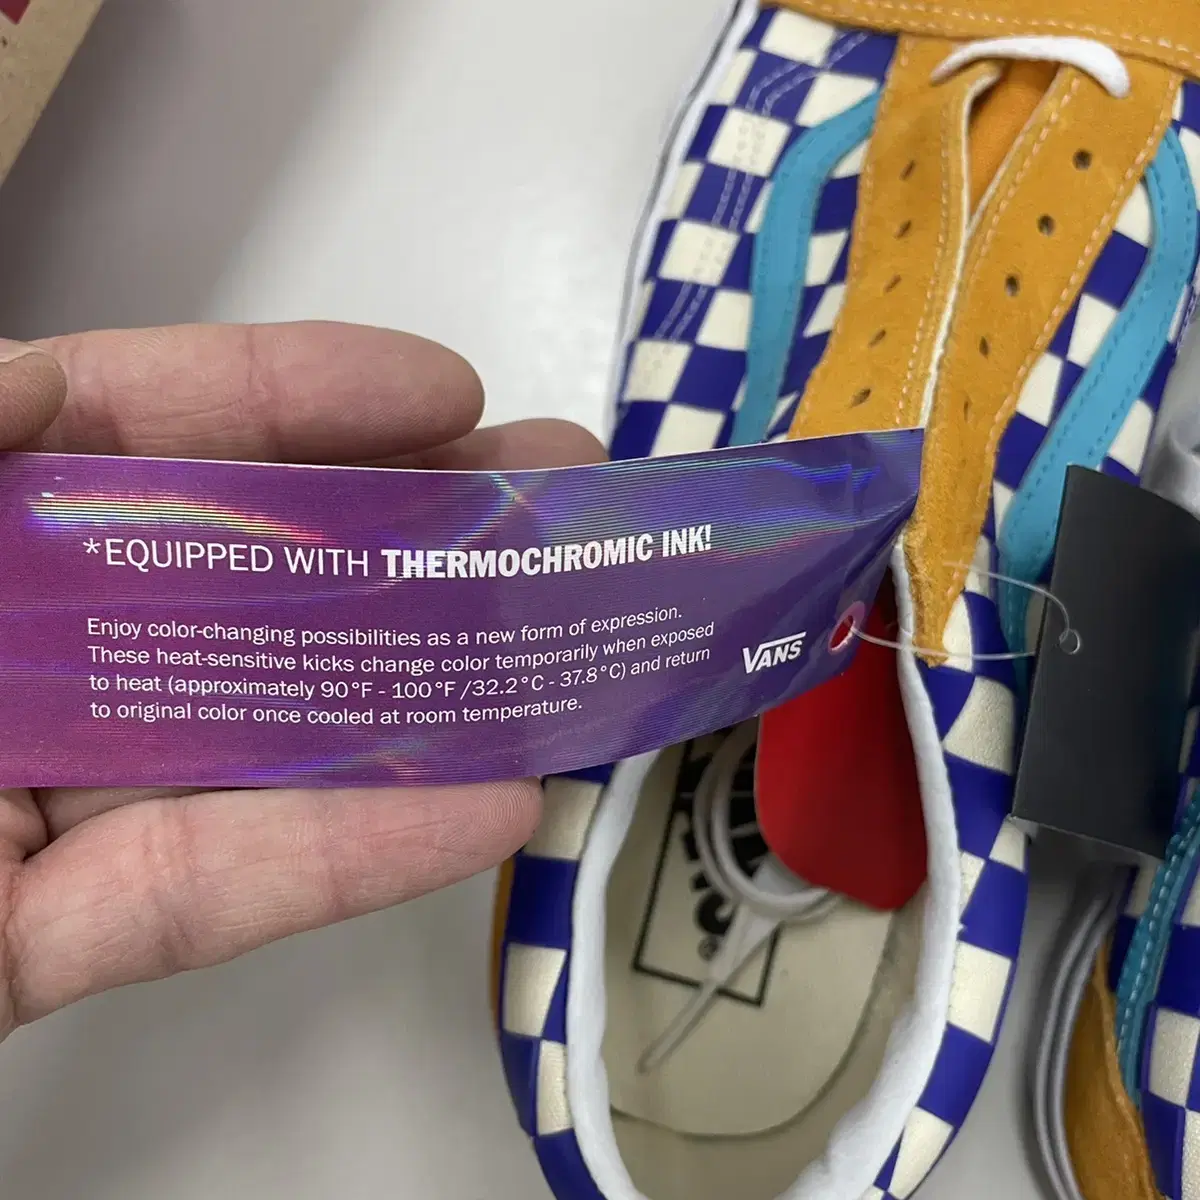 *EQUIPPED WITH THERMOCHROMIC INK!
Enjoy color-changing possibilities as a new form of expression.
These heat-sensitive kicks change color temporarily when exposed
to heat (approximately 90°F - 100°F /32.2°C - 37.8°C) and return
to original color once cooled at room temperature.
VANS